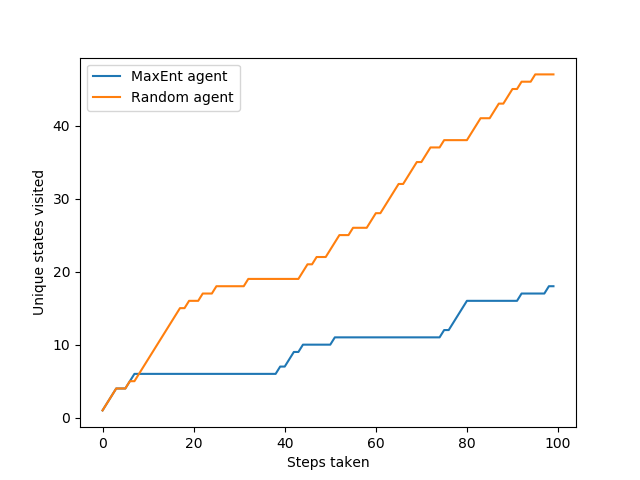 MaxEnt agent
Random agent
Unique states visited
40
30
20
10
0
0 20 40 60 80 100
Steps taken